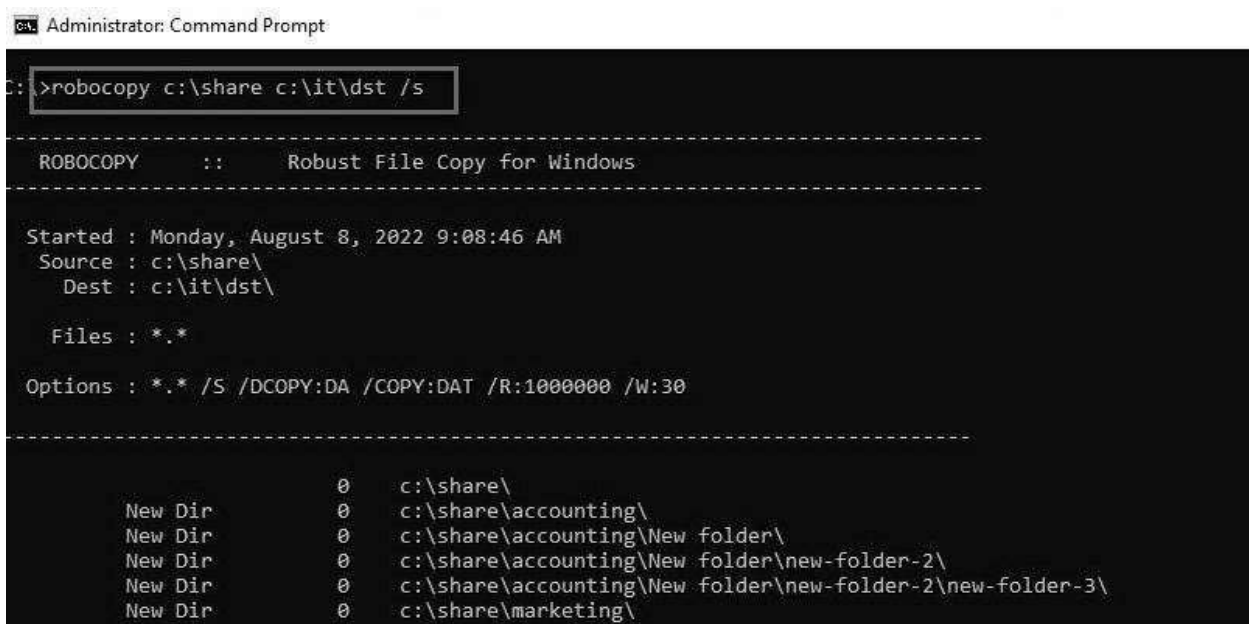 Administrator: Command Prompt
C:\>robocopy c:\share c:\it\dst /s
-------------------------------------------------------------------------------
ROBOCOPY :: Robust File Copy for Windows
-------------------------------------------------------------------------------
Started : Monday, August 8, 2022 9:08:46 AM
Source : c:\share\
Dest : c:\it\dst\
Files : *.*
Options : *.* /S /DCOPY:DA /COPY:DAT /R:1000000 /W:30
------------------------------------------------------------------------------
0 c:\share\
New Dir 0 c:\share\accounting\
New Dir 0 c:\share\accounting\New folder\
New Dir 0 c:\share\accounting\New folder\new-folder-2\
New Dir 0 c:\share\accounting\New folder\new-folder-2\new-folder-3\
New Dir 0 c:\share\marketing\